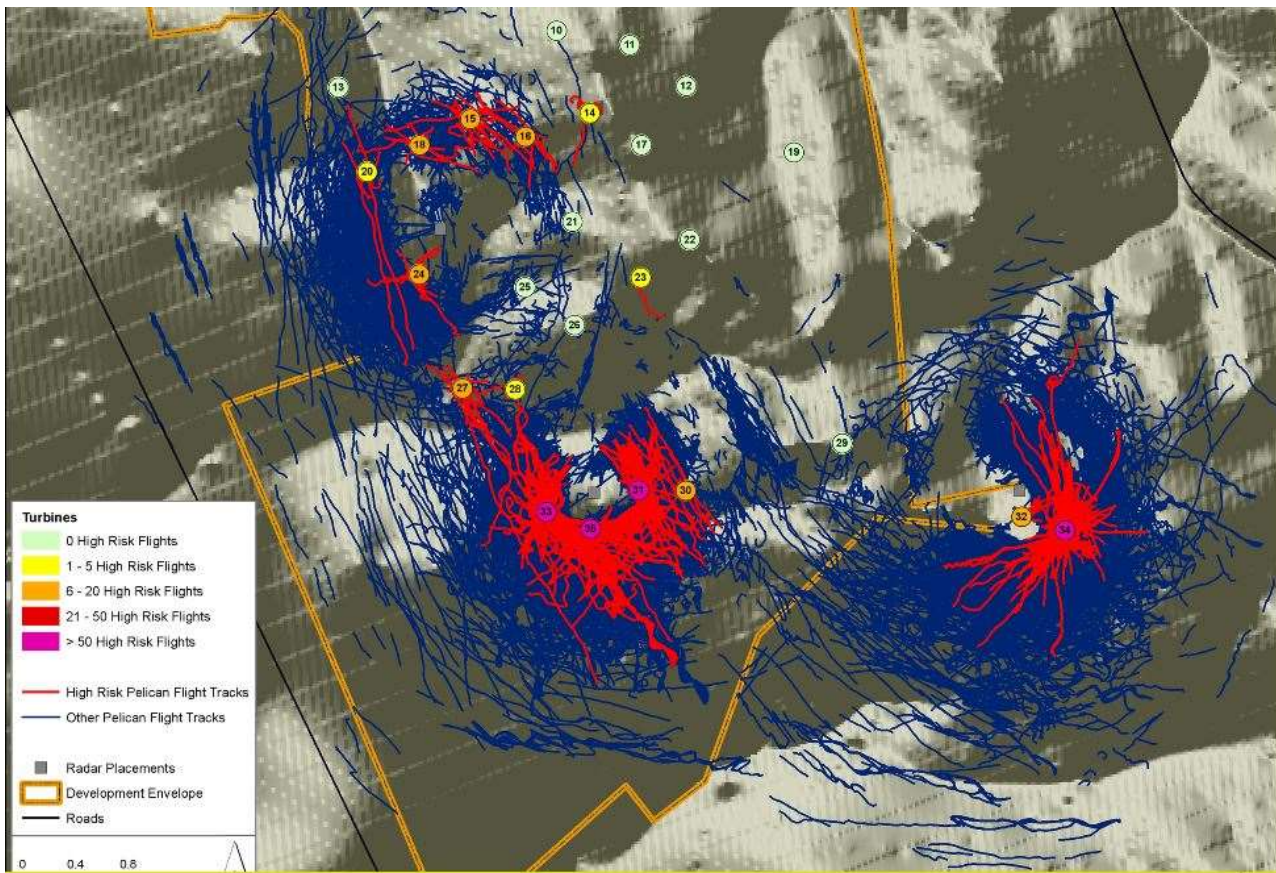 10
11
12
13
14
15
16
17
18
19
20
21
22
23
24
25
26
27
28
29
30
31
32
33
34
35
Turbines
0 High Risk Flights
1 - 5 High Risk Flights
6 - 20 High Risk Flights
21 - 50 High Risk Flights
> 50 High Risk Flights
High Risk Pelican Flight Tracks
Other Pelican Flight Tracks
Radar Placements
Development Envelope
Roads
0 0.4 0.8